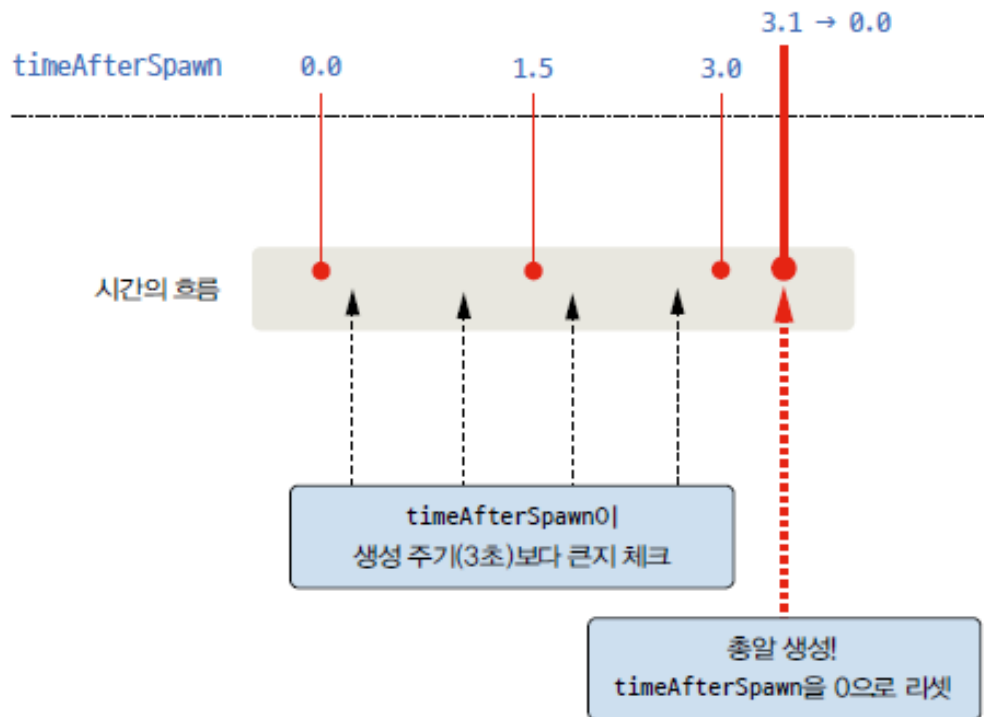 3.1 → 0.0
timeAfterSpawn 0.0 1.5 3.0
시간의 흐름
timeAfterSpawn이
생성 주기(3초)보다 큰지 체크
총알 생성!
timeAfterSpawn을 0으로 리셋